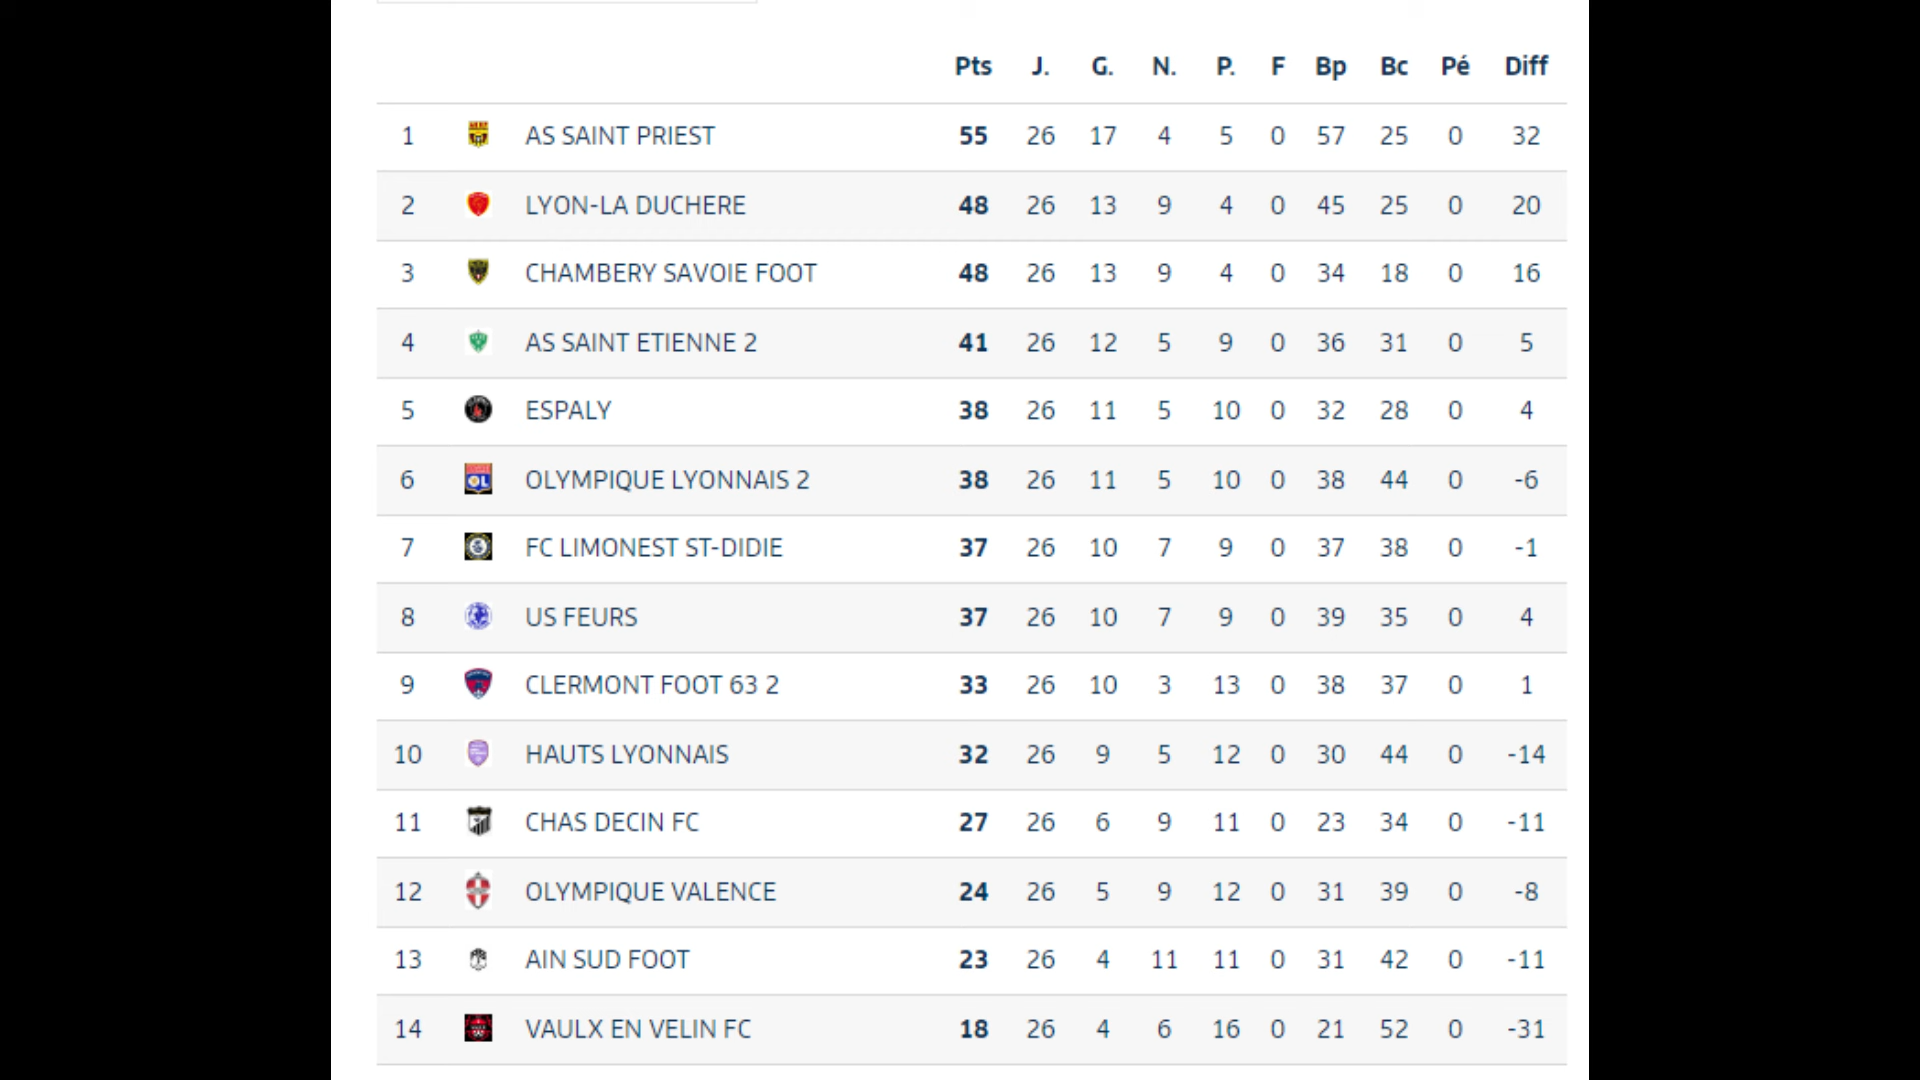 Pts J. G. N. P. F Bp Bc Pé Diff
1 AS SAINT PRIEST 55 26 17 4 5 0 57 25 0 32
2 LYON-LA DUCHERE 48 26 13 9 4 0 45 25 0 20
3 CHAMBERY SAVOIE FOOT 48 26 13 9 4 0 34 18 0 16
4 AS SAINT ETIENNE 2 41 26 12 5 9 0 36 31 0 5
5 ESPALY 38 26 11 5 10 0 32 28 0 4
6 OL OLYMPIQUE LYONNAIS 2 38 26 11 5 10 0 38 44 0 -6
7 FC LIMONEST ST-DIDIE 37 26 10 7 9 0 37 38 0 -1
8 US FEURS 37 26 10 7 9 0 39 35 0 4
9 CLERMONT FOOT 63 2 33 26 10 3 13 0 38 37 0 1
10 HAUTS LYONNAIS 32 26 9 5 12 0 30 44 0 -14
11 CHAS DECIN FC 27 26 6 9 11 0 23 34 0 -11
12 OLYMPIQUE VALENCE 24 26 5 9 12 0 31 39 0 -8
13 AIN SUD FOOT 23 26 4 11 11 0 31 42 0 -11
14 VAULX EN VELIN FC 18 26 4 6 16 0 21 52 0 -31